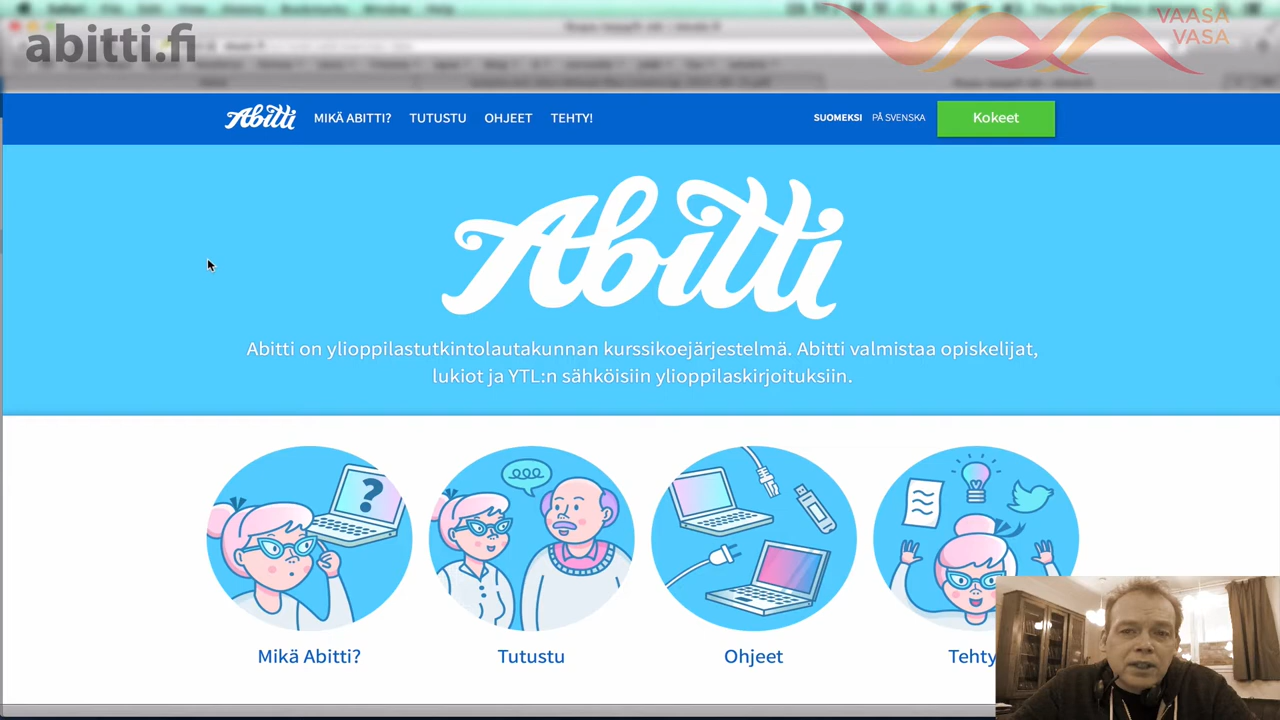 abitti.fi
VAASA
VASA
Abitti
MIKÄ ABITTI?
TUTUSTU
OHJEET
TEHTY!
SUOMEKSI
PÅ SVENSKA
Kokeet
Abitti
Abitti on ylioppilastutkintolautakunnan kurssikoejärjestelmä. Abitti valmistaa opiskelijat,
lukiot ja YTL:n sähköisiin ylioppilaskirjoituksiin.
?
Mikä Abitti?
Tutustu
Ohjeet
Tehty